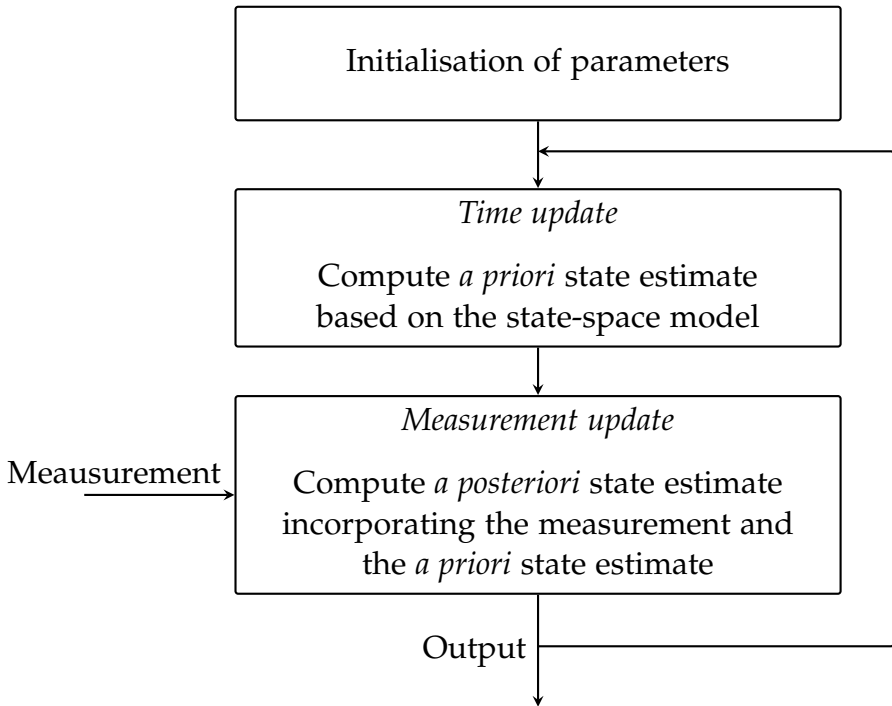 Initialisation of parameters
Time update
Compute a priori state estimate
based on the state-space model
Measurement update
Meausurement
Compute a posteriori state estimate
incorporating the measurement and
the a priori state estimate
Output